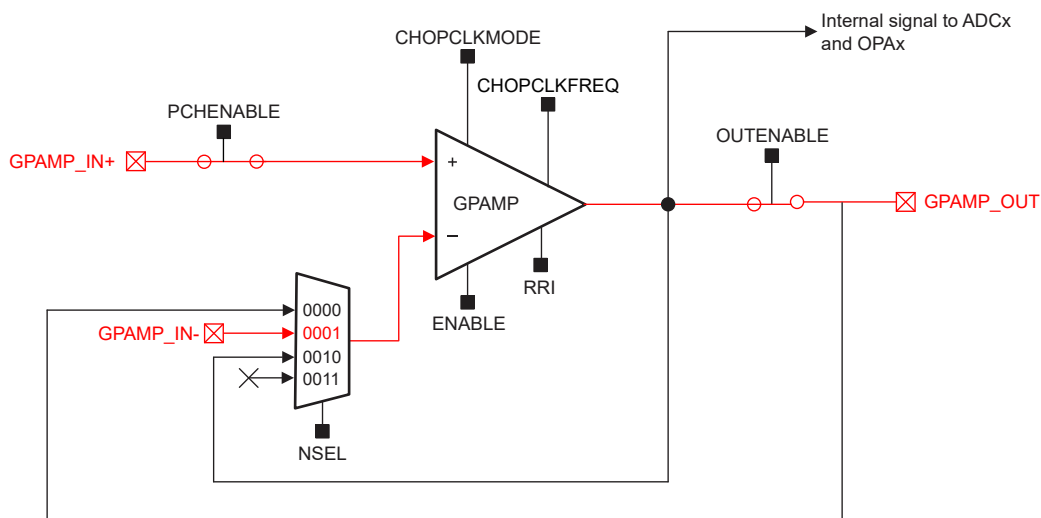 Internal signal to ADCx
and OPAx
CHOPCLKMODE
CHOPCLKFREQ
PCHENABLE
OUTENABLE
GPAMP_IN+
+
GPAMP
GPAMP_OUT
−
RRI
ENABLE
0000
GPAMP_IN-
0001
0010
0011
NSEL